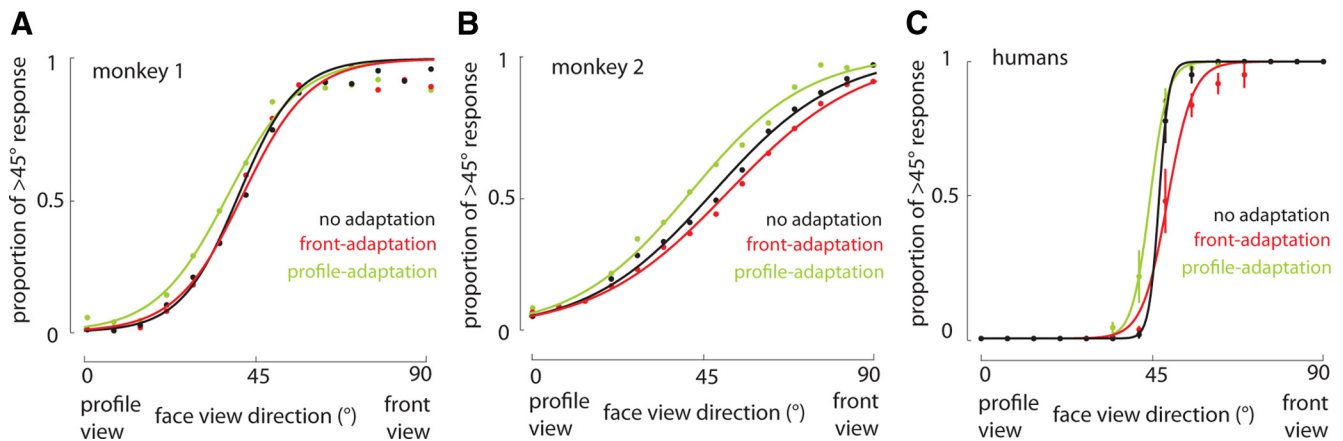 A
monkey 1
proportion of >45° response
1
0.5
0
no adaptation
front-adaptation
profile-adaptation
0
45
90
profile
view
face view direction (°)
front
view
B
monkey 2
proportion of >45° response
1
0.5
0
no adaptation
front-adaptation
profile-adaptation
0
45
90
profile
view
face view direction (°)
front
view
C
humans
proportion of >45° response
1
0.5
0
no adaptation
front-adaptation
profile-adaptation
0
45
90
profile
view
face view direction (°)
front
view